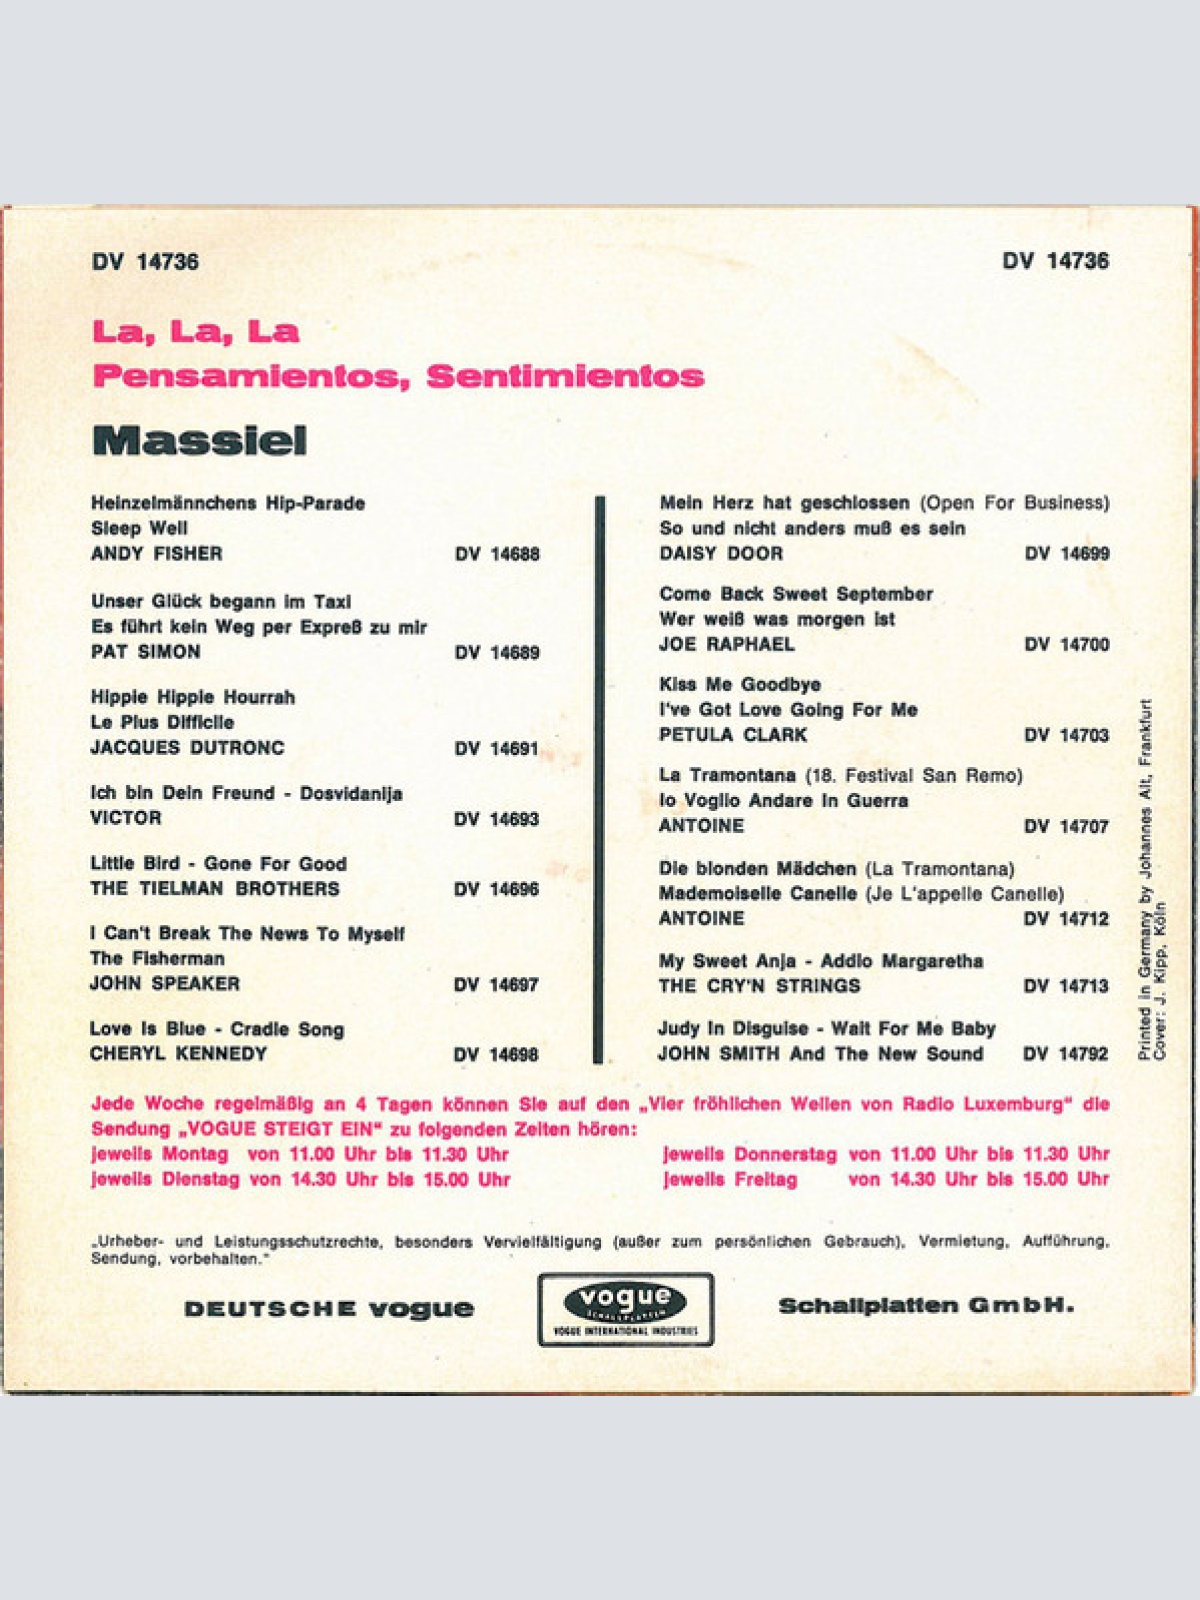 DV 14736 DV 14736
La, La, La
Pensamientos, Sentimientos
Massiel
Heinzelmännchens Hip-Parade
Sleep Well
ANDY FISHER DV 14688
Unser Glück begann im Taxi
Es führt kein Weg per Expreß zu mir
PAT SIMON DV 14689
Hippie Hippie Hourrah
Le Plus Difficile
JACQUES DUTRONC DV 14691
Ich bin Dein Freund - Dosvidanija
VICTOR DV 14693
Little Bird - Gone For Good
THE TIELMAN BROTHERS DV 14696
I Can't Break The News To Myself
The Fisherman
JOHN SPEAKER DV 14697
Love Is Blue - Cradle Song
CHERYL KENNEDY DV 14698
Mein Herz hat geschlossen (Open For Business)
So und nicht anders muß es sein
DAISY DOOR DV 14699
Come Back Sweet September
Wer weiß was morgen ist
JOE RAPHAEL DV 14700
Kiss Me Goodbye
I've Got Love Going For Me
PETULA CLARK DV 14703
La Tramontana (18. Festival San Remo)
Io Voglio Andare In Guerra
ANTOINE DV 14707
Die blonden Mädchen (La Tramontana)
Mademoiselle Canelle (Je L'appelle Canelle)
ANTOINE DV 14712
My Sweet Anja - Addio Margaretha
THE CRY'N STRINGS DV 14713
Judy In Disguise - Wait For Me Baby
JOHN SMITH And The New Sound DV 14792
Printed in Germany by Johannes Alt, Frankfurt
Cover: J. Kipp, Köln
Jede Woche regelmäßig an 4 Tagen können Sie auf den „Vier fröhlichen Wellen von Radio Luxemburg“ die
Sendung „VOGUE STEIGT EIN“ zu folgenden Zeiten hören:
jeweils Montag von 11.00 Uhr bis 11.30 Uhr jeweils Donnerstag von 11.00 Uhr bis 11.30 Uhr
jeweils Dienstag von 14.30 Uhr bis 15.00 Uhr jeweils Freitag von 14.30 Uhr bis 15.00 Uhr
„Urheber- und Leistungsschutzrechte, besonders Vervielfältigung (außer zum persönlichen Gebrauch), Vermietung, Aufführung,
Sendung, vorbehalten.“
DEUTSCHE vogue
vogue
SCHALLPLATTEN
VOGUE INTERNATIONAL INDUSTRIES
Schallplatten GmbH.